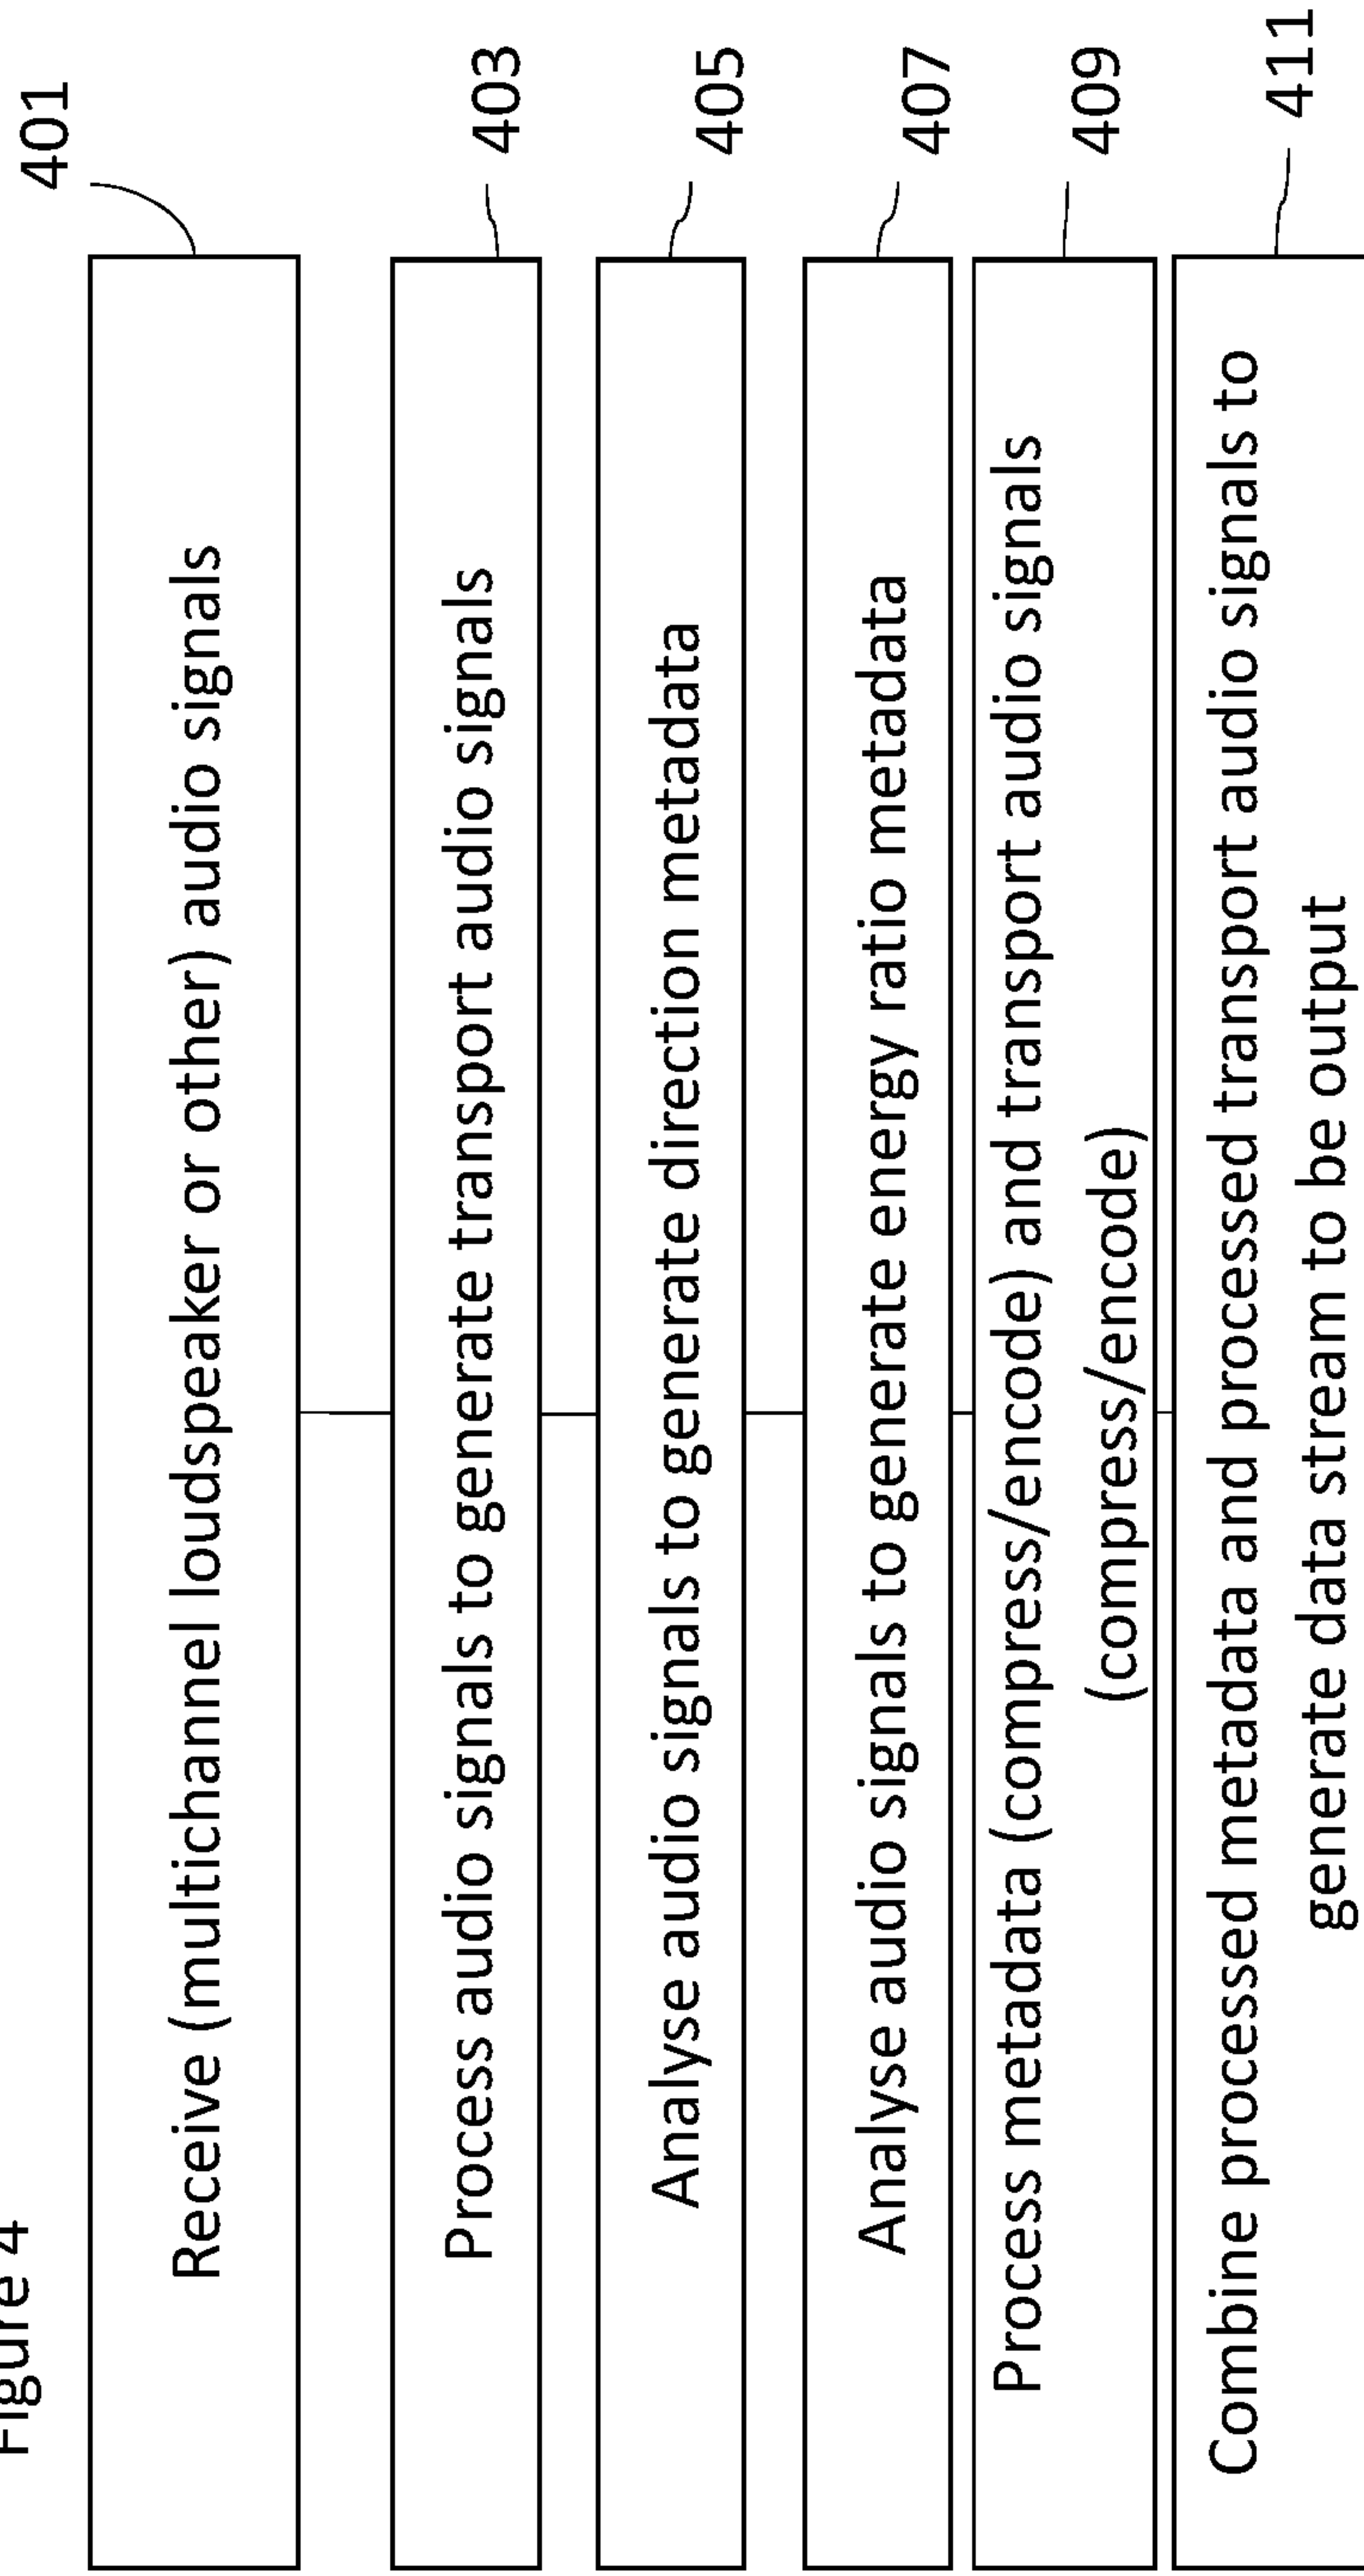 Figure 4
401
Receive (multichannel loudspeaker or other) audio signals
403
Process audio signals to generate transport audio signals
405
Analyse audio signals to generate direction metadata
407
Analyse audio signals to generate energy ratio metadata
409
Process metadata (compress/encode) and transport audio signals
(compress/encode)
411
Combine processed metadata and processed transport audio signals to
generate data stream to be output